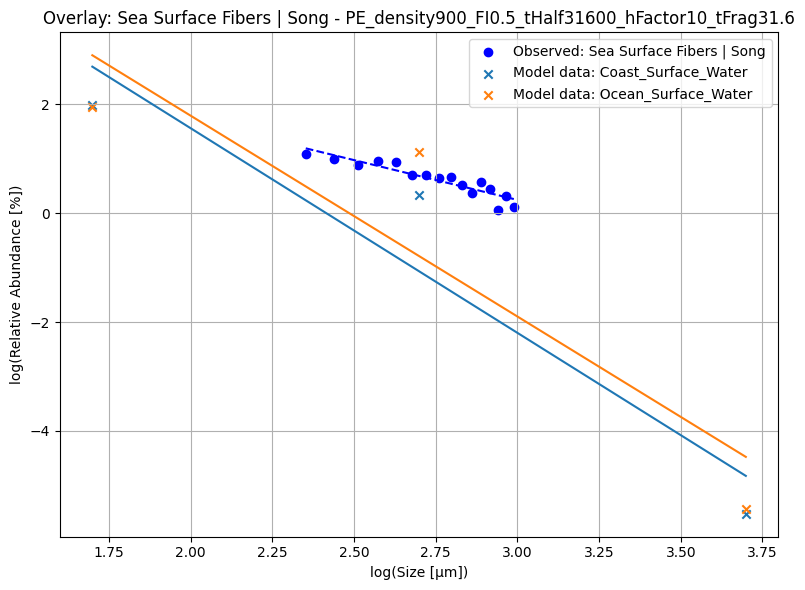 Overlay: Sea Surface Fibers | Song - PE_density900_FI0.5_tHalf31600_hFactor10_tFrag31.6
Observed: Sea Surface Fibers | Song
Model data: Coast_Surface_Water
Model data: Ocean_Surface_Water
log(Relative Abundance [%])
2
0
−2
−4
1.75 2.00 2.25 2.50 2.75 3.00 3.25 3.50 3.75
log(Size [μm])